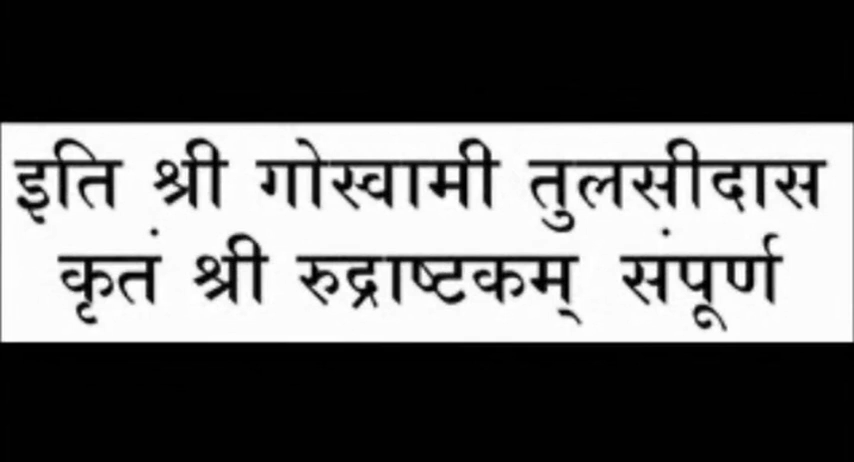 इति श्री गोस्वामी तुलसीदास
कृतं श्री रुद्राष्टकम् संपूर्ण